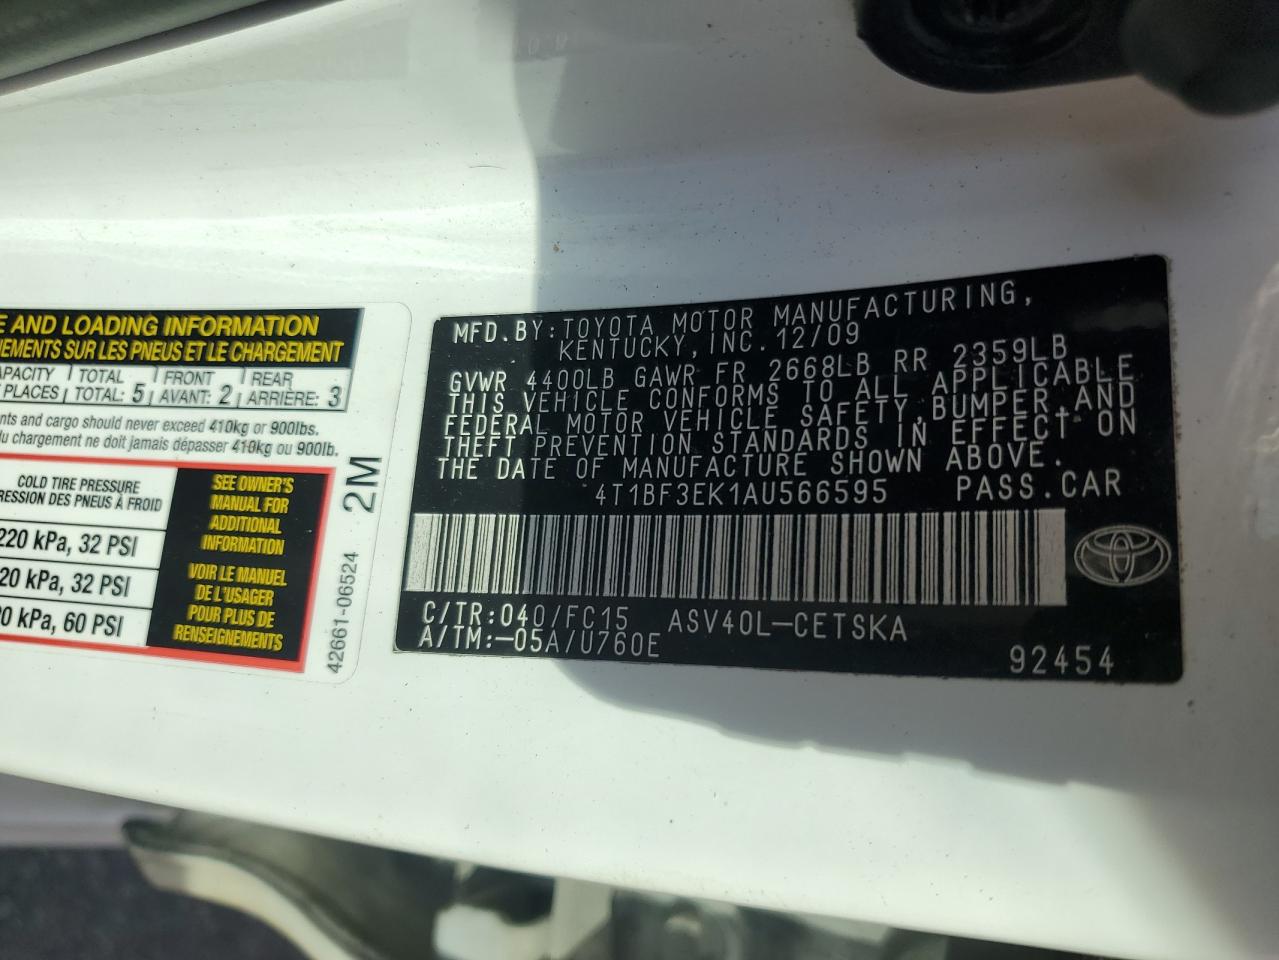 E AND LOADING INFORMATION
NEMENTS SUR LES PNEUS ET LE CHARGEMENT
APACITY TOTAL FRONT REAR
PLACES TOTAL: 5 AVANT: 2 ARRIÈRE: 3
nts and cargo should never exceed 410kg or 900lbs.
du chargement ne doit jamais dépasser 410kg ou 900lb.
COLD TIRE PRESSURE
RESSION DES PNEUS À FROID
220 kPa, 32 PSI
20 kPa, 32 PSI
0 kPa, 60 PSI
SEE OWNER'S
MANUAL FOR
ADDITIONAL
INFORMATION
VOIR LE MANUEL
DE L'USAGER
POUR PLUS DE
RENSEIGNEMENTS
2M
42661-06524
MFD.BY:TOYOTA MOTOR MANUFACTURING,
KENTUCKY,INC.12/09
GVWR 4400LB GAWR FR 2668LB RR 2359LB
THIS VEHICLE CONFORMS TO ALL APPLICABLE
FEDERAL MOTOR VEHICLE SAFETY,BUMPER AND
THEFT PREVENTION STANDARDS IN EFFECT ON
THE DATE OF MANUFACTURE SHOWN ABOVE.
4T1BF3EK1AU566595 PASS.CAR
C/TR:040/FC15 ASV40L-CETSKA
A/TM:-05A/U760E
92454